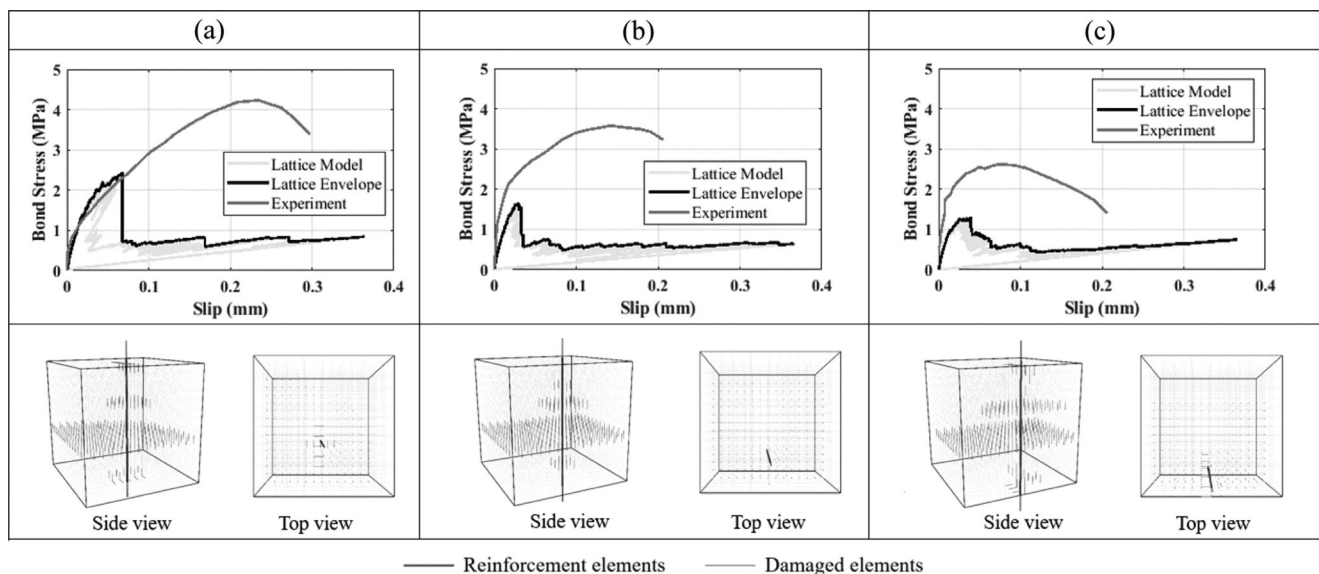 (a)
(b)
(c)
5
4
3
2
1
0
0
0.1
0.2
0.3
0.4
Bond Stress (MPa)
Slip (mm)
Lattice Model
Lattice Envelope
Experiment
5
4
3
2
1
0
0
0.1
0.2
0.3
0.4
Bond Stress (MPa)
Slip (mm)
Lattice Model
Lattice Envelope
Experiment
5
4
3
2
1
0
0
0.1
0.2
0.3
0.4
Bond Stress (MPa)
Slip (mm)
Lattice Model
Lattice Envelope
Experiment
Side view
Top view
Side view
Top view
Side view
Top view
Reinforcement elements
Damaged elements